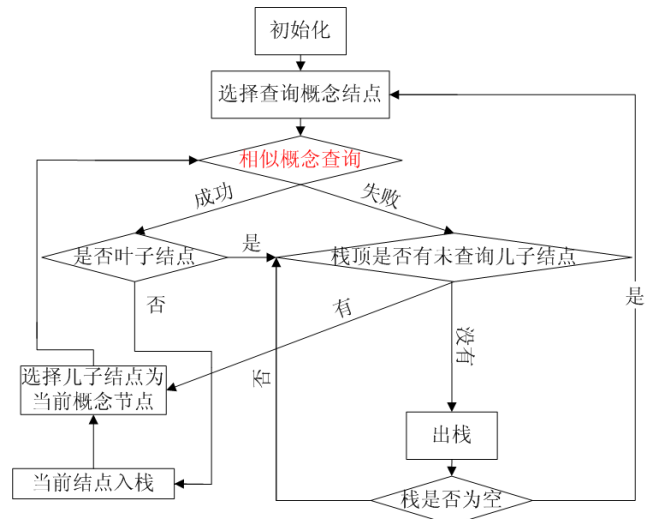 初始化
选择查询概念结点
相似概念查询
成功
失败
是否叶子结点
是
栈顶是否有未查询儿子结点
否
有
没有
是
否
选择儿子结点为
当前概念节点
出栈
当前结点入栈
栈是否为空